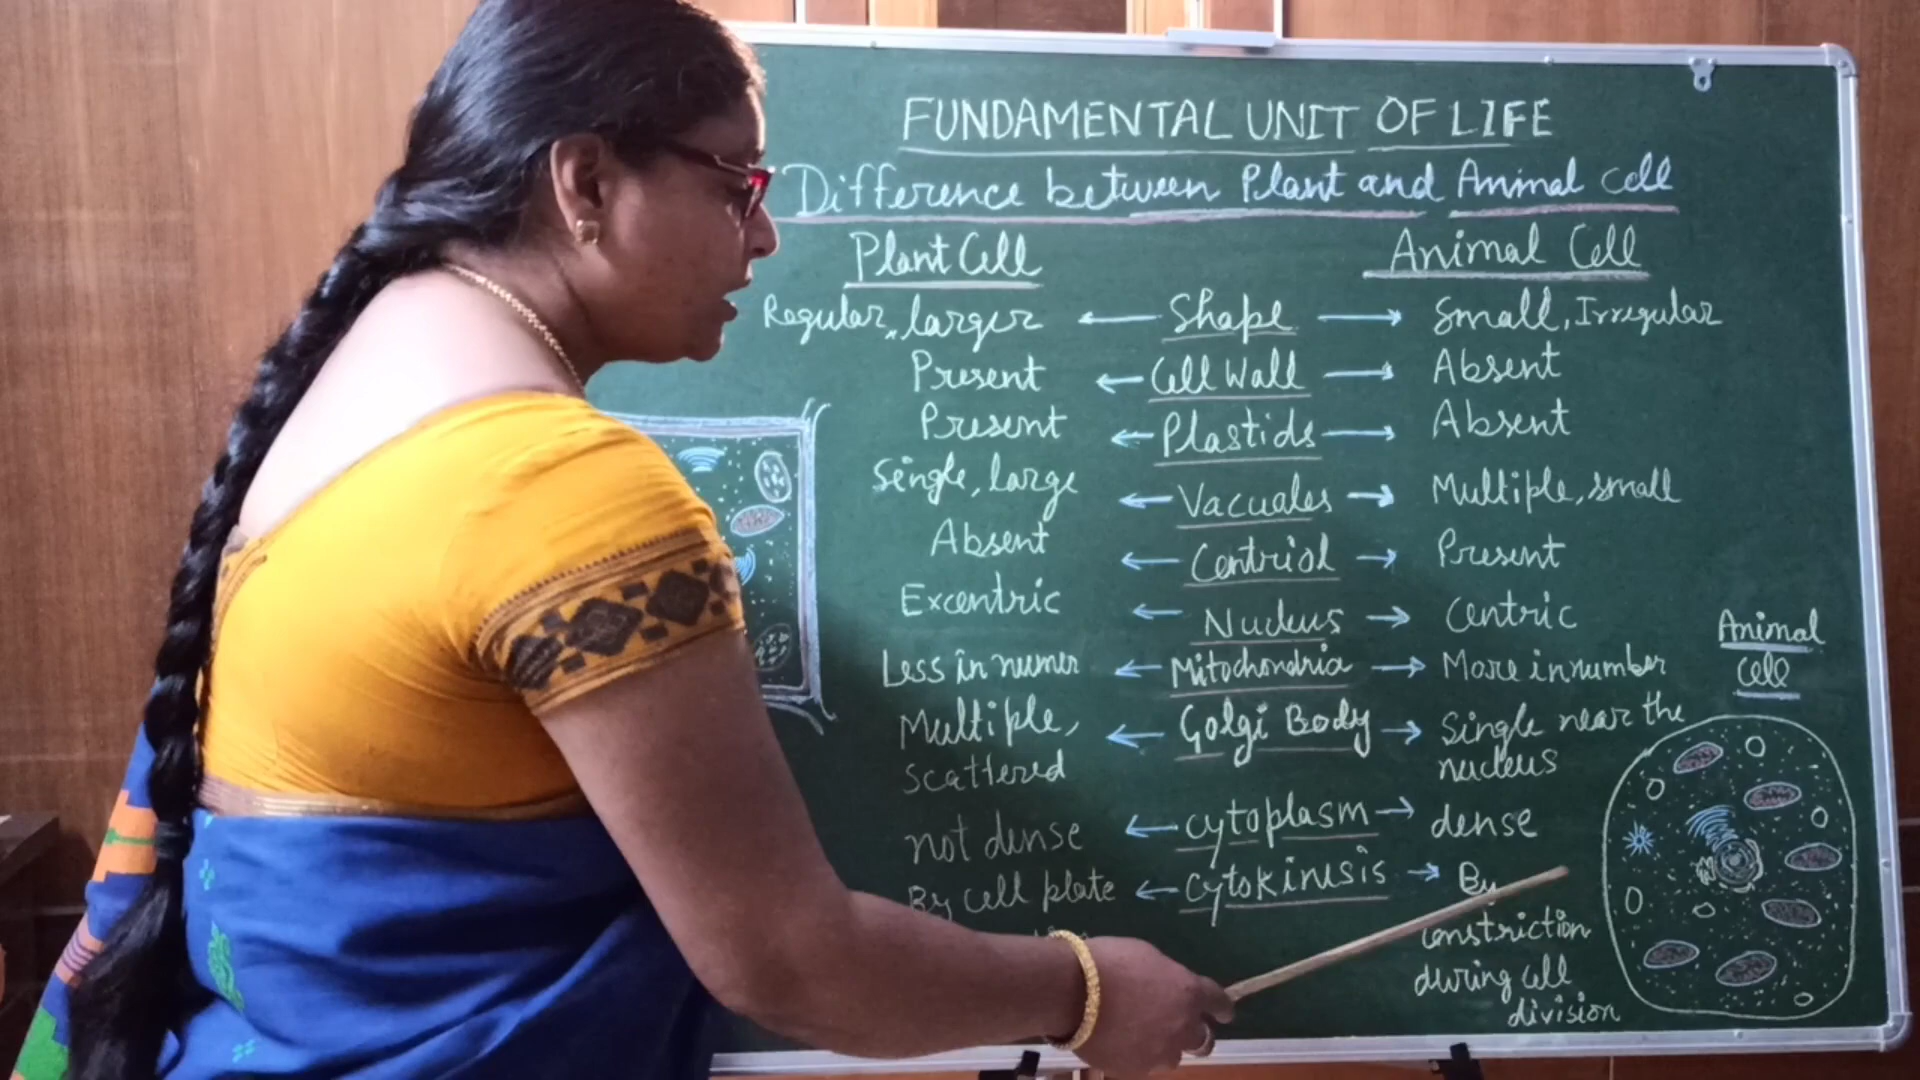 FUNDAMENTAL UNIT OF LIFE
Difference between Plant and Animal cell
Plant Cell Animal Cell
Regular, larger ← Shape → Small, Irregular
Present ← Cell Wall → Absent
Present ← Plastids → Absent
Single, large ← Vacuoles → Multiple, small
Absent ← Centriol → Present
Excentric ← Nucleus → Centric
Less in numer ← Mitochondria → More in number
Multiple, ← Golgi Body → Single near the
Scattered nucleus
not dense ← cytoplasm → dense
By cell plate ← Cytokinesis → By
constriction
during cell
division
Animal
Cell